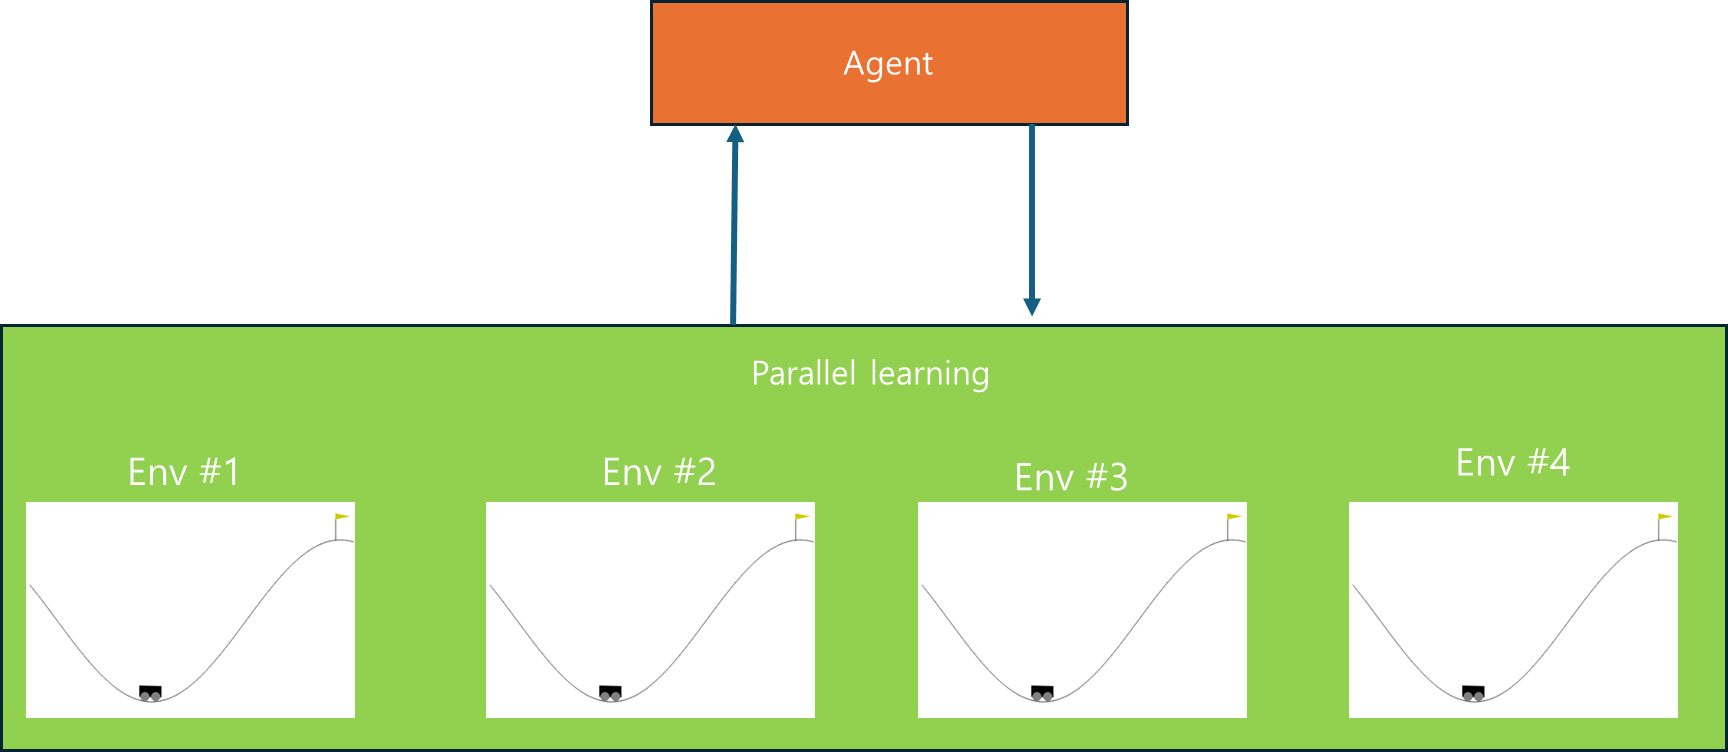 Agent
Parallel learning
Env #1
Env #2
Env #3
Env #4